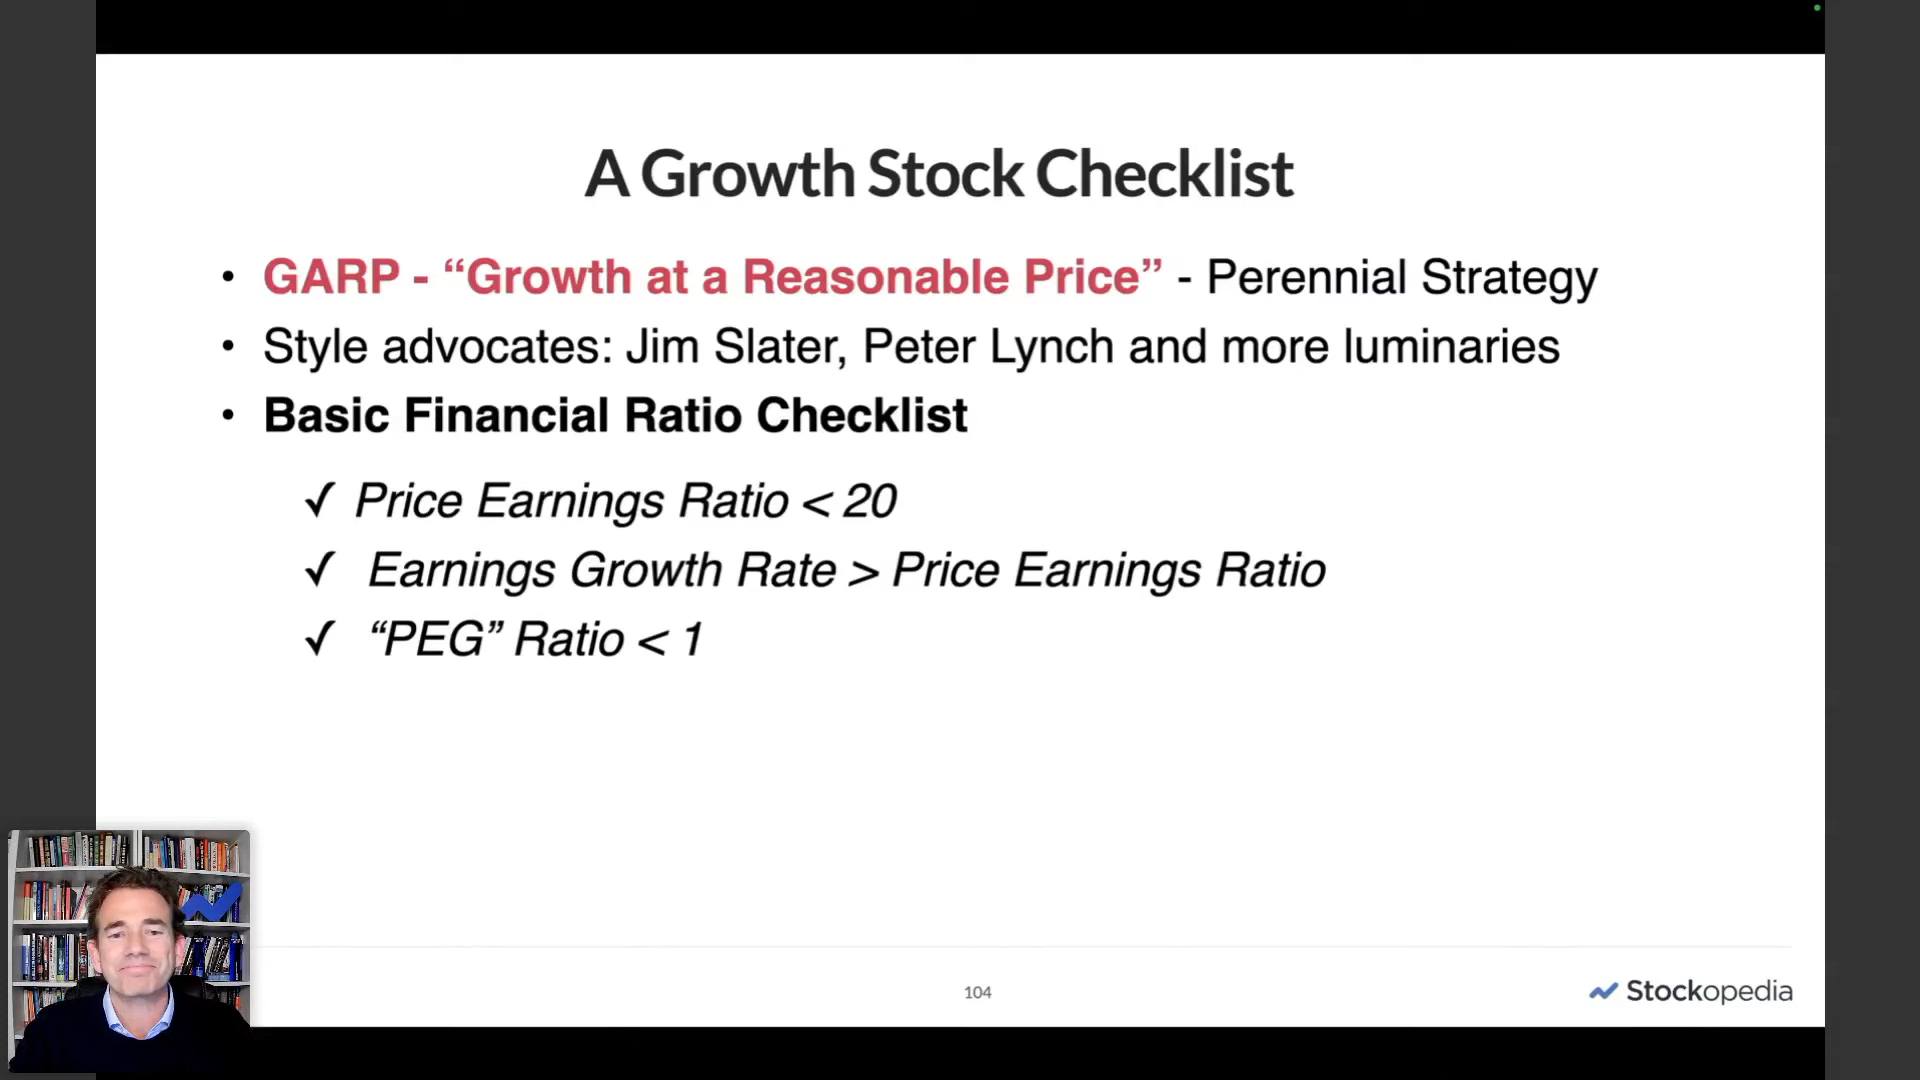 A Growth Stock Checklist
• GARP - “Growth at a Reasonable Price” - Perennial Strategy
• Style advocates: Jim Slater, Peter Lynch and more luminaries
• Basic Financial Ratio Checklist
✓ Price Earnings Ratio < 20
✓ Earnings Growth Rate > Price Earnings Ratio
✓ “PEG” Ratio < 1
104
Stockopedia